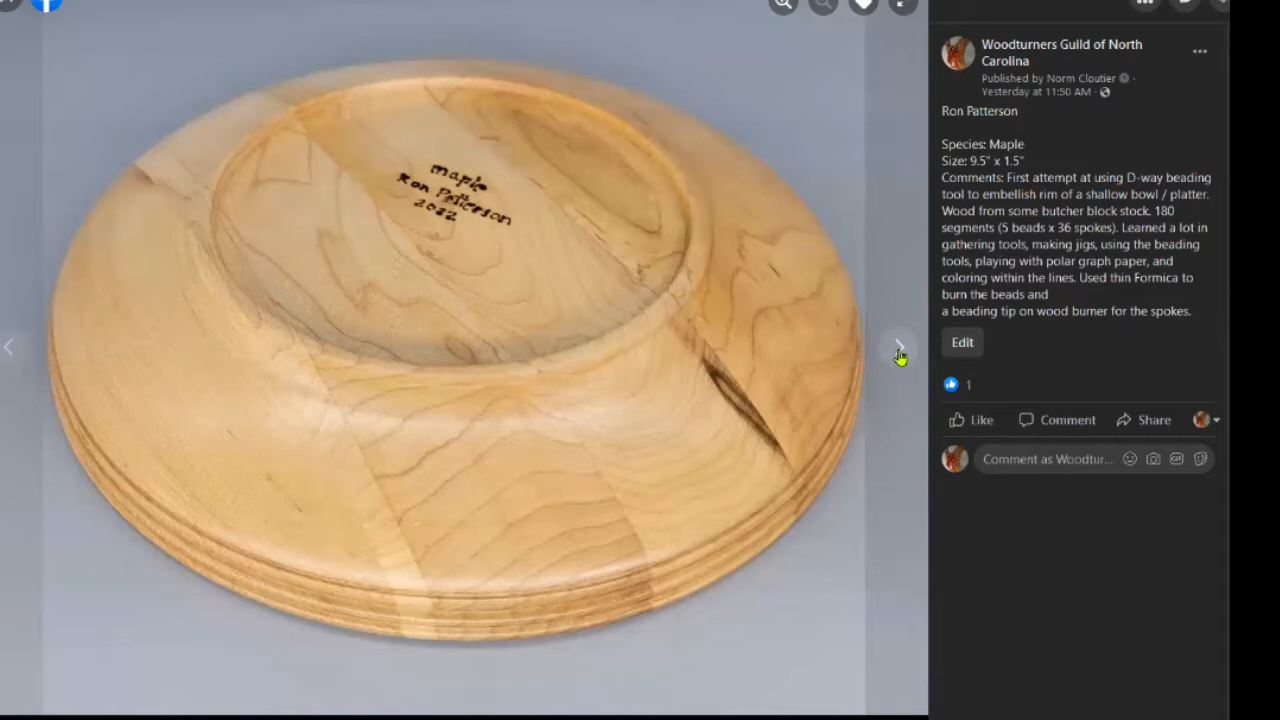 maple
Ron Patterson
2022
Woodturners Guild of North
Carolina
Published by Norm Cloutier
Yesterday at 11:50 AM
Ron Patterson
Species: Maple
Size: 9.5" x 1.5"
Comments: First attempt at using D-way beading
tool to embellish rim of a shallow bowl / platter.
Wood from some butcher block stock. 180
segments (5 beads x 36 spokes). Learned a lot in
gathering tools, making jigs, using the beading
tools, playing with polar graph paper, and
coloring within the lines. Used thin Formica to
burn the beads and
a beading tip on wood burner for the spokes.
Edit
1
Like Comment Share
Comment as Woodtur...